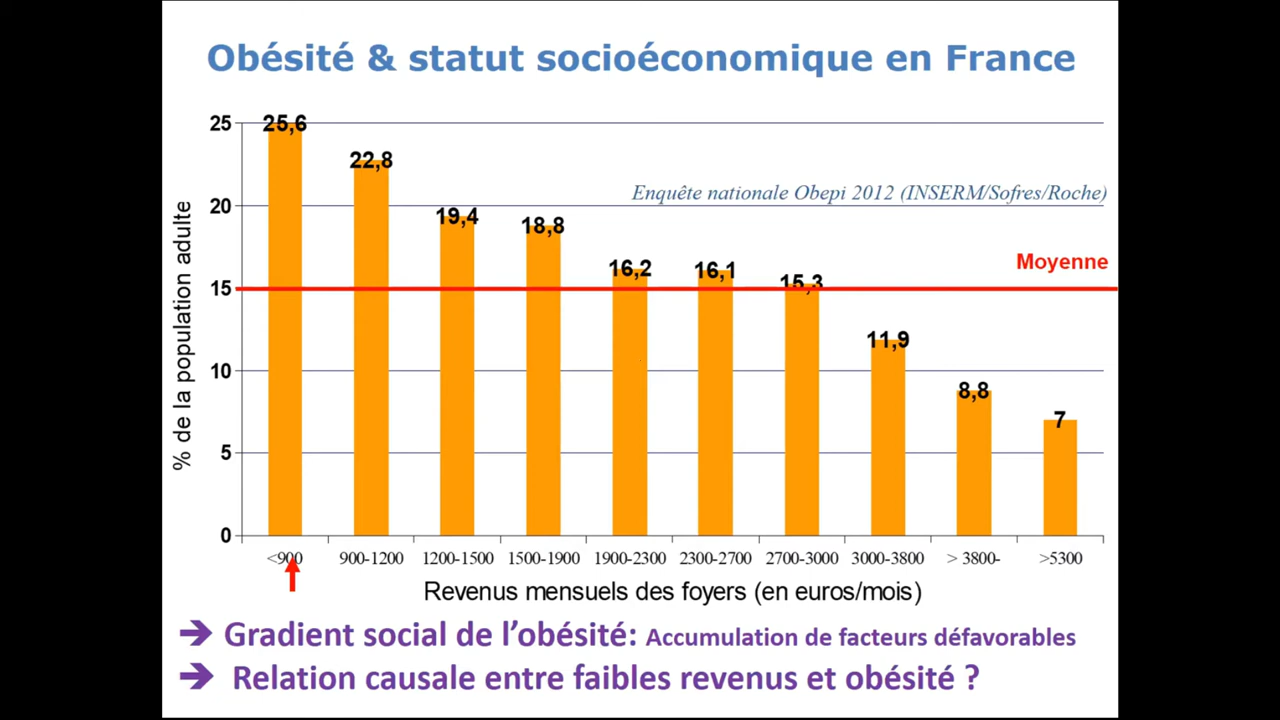 Obésité & statut socioéconomique en France
25
20
15
10
5
0
% de la population adulte
25,6
22,8
19,4
18,8
16,2
16,1
15,3
11,9
8,8
7
Enquête nationale Obepi 2012 (INSERM/Sofres/Roche)
Moyenne
<900 900-1200 1200-1500 1500-1900 1900-2300 2300-2700 2700-3000 3000-3800 > 3800- >5300
Revenus mensuels des foyers (en euros/mois)
➔ Gradient social de l’obésité: Accumulation de facteurs défavorables
➔ Relation causale entre faibles revenus et obésité ?